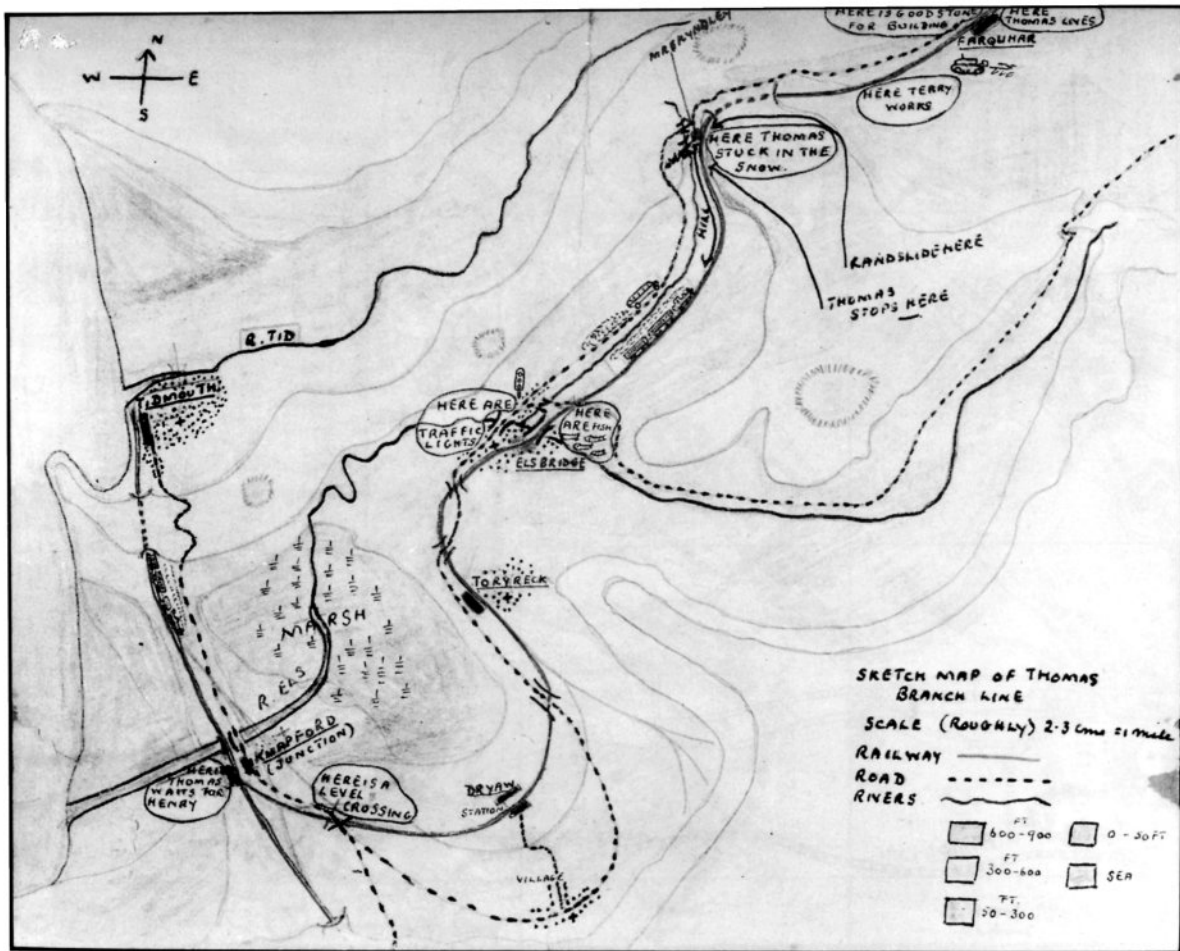 N
W E
S
MRS KYNDLEY
HERE IS GOOD STONE
FOR BUILDING
HERE
THOMAS LIVES
FARQUHAR
HERE TERRY
WORKS
HERE THOMAS
STUCK IN THE
SNOW.
HILL
LANDSLIDE HERE
THOMAS
STOPS HERE
R. TID
TIDMOUTH
HERE ARE
TRAFFIC
LIGHTS
HERE
ARE FISH
ELSBRIDGE
TORYRECK
MARSH
R. ELS
KNAPFORD
(JUNCTION)
HERE
THOMAS
WAITS FOR
HENRY
HERE IS A
LEVEL
CROSSING
DRYAW
STATION
VILLAGE
SKETCH MAP OF THOMAS
BRANCH LINE
SCALE (ROUGHLY) 2.3 cms = 1 mile
RAILWAY
ROAD
RIVERS
FT
600-900
0-50FT
FT
300-600
SEA
FT.
50-300